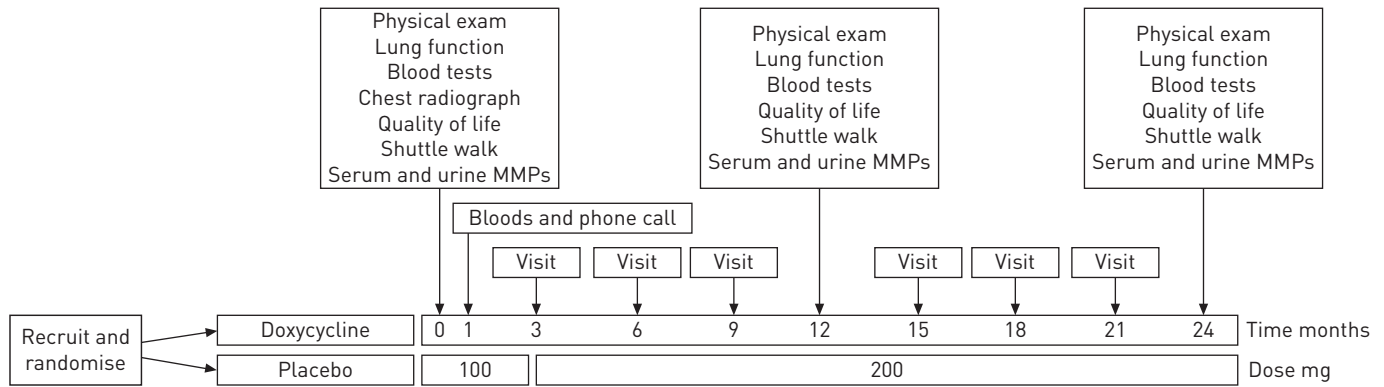 Physical exam
Lung function
Blood tests
Chest radiograph
Quality of life
Shuttle walk
Serum and urine MMPs
Physical exam
Lung function
Blood tests
Quality of life
Shuttle walk
Serum and urine MMPs
Physical exam
Lung function
Blood tests
Quality of life
Shuttle walk
Serum and urine MMPs
Bloods and phone call
Visit
Visit
Visit
Visit
Visit
Visit
Recruit and
randomise
Doxycycline
0 1 3 6 9 12 15 18 21 24 Time months
Placebo
100 200 Dose mg